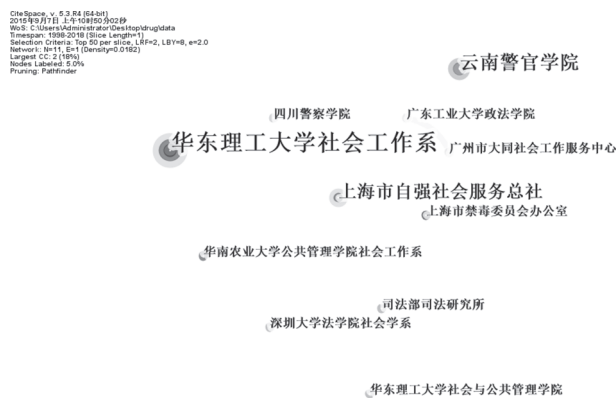 CiteSpace, v. 5.3.R4 (64-bit)
2015年9月7日 上午10时50分02秒
WoS: C:\Users\Administrator\Desktop\drug\data
Timespan: 1998-2018 (Slice Length=1)
Selection Criteria: Top 50 per slice, LRF=2, LBY=8, e=2.0
Network: N=11, E=1 (Density=0.0182)
Largest CC: 2 (18%)
Nodes Labeled: 5.0%
Pruning: Pathfinder
云南警官学院
四川警察学院
广东工业大学政法学院
华东理工大学社会工作系
广州市大同社会工作服务中心
上海市自强社会服务总社
上海市禁毒委员会办公室
华南农业大学公共管理学院社会工作系
司法部司法研究所
深圳大学法学院社会学系
华东理工大学社会与公共管理学院